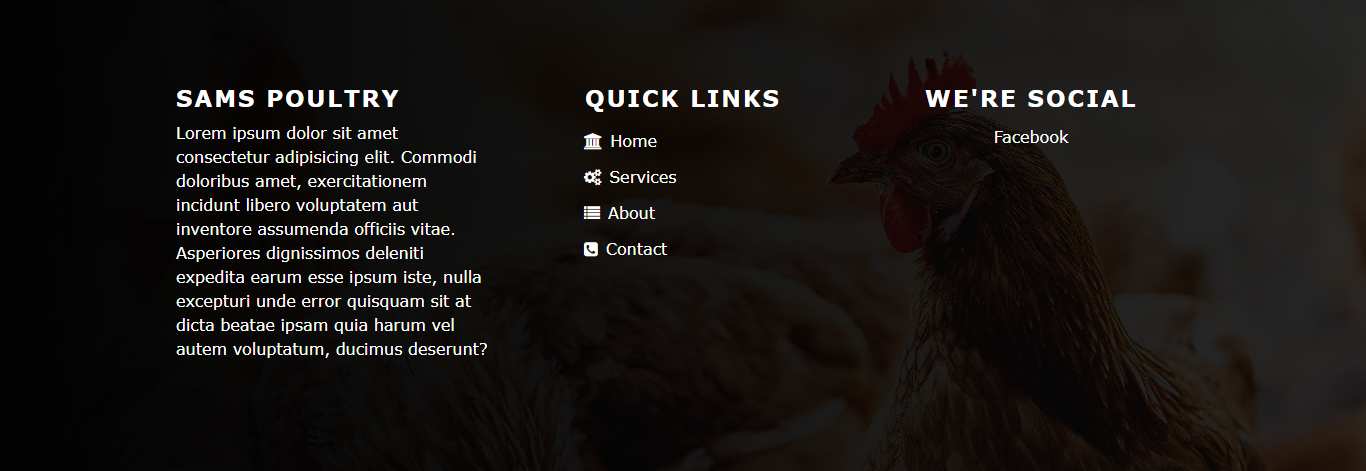 SAMS POULTRY
Lorem ipsum dolor sit amet
consectetur adipisicing elit. Commodi
doloribus amet, exercitationem
incidunt libero voluptatem aut
inventore assumenda officiis vitae.
Asperiores dignissimos deleniti
expedita earum esse ipsum iste, nulla
excepturi unde error quisquam sit at
dicta beatae ipsam quia harum vel
autem voluptatum, ducimus deserunt?
QUICK LINKS
Home
Services
About
Contact
WE'RE SOCIAL
Facebook